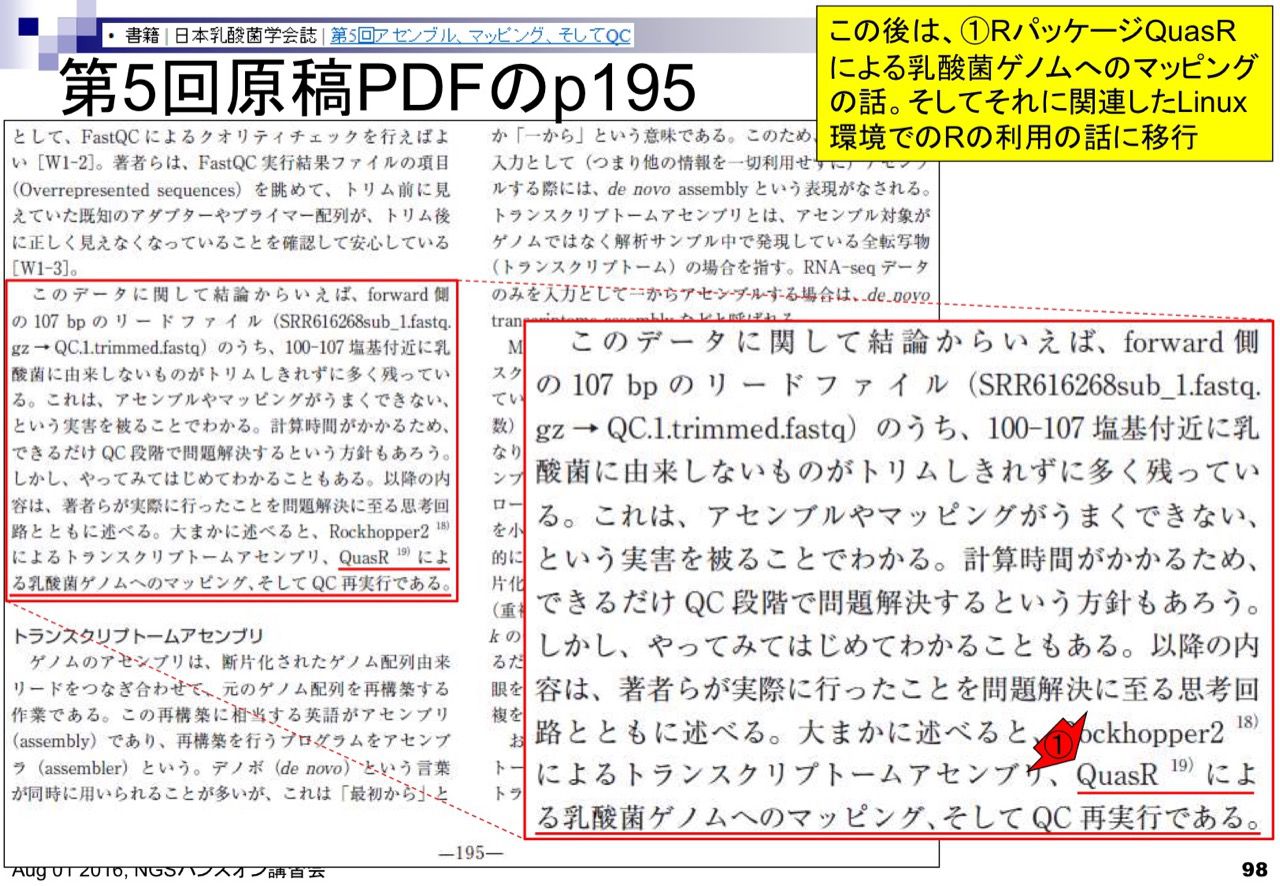 • 書籍 | 日本乳酸菌学会誌 | 第5回アセンブル、マッピング、そしてQC
第5回原稿PDFのp195
この後は、①RパッケージQuasR
による乳酸菌ゲノムへのマッピング
の話。そしてそれに関連したLinux
環境でのRの利用の話に移行
として、FastQCによるクオリティチェックを行えばよ
い [W1-2]。著者らは、FastQC 実行結果ファイルの項目
(Overrepresented sequences) を眺めて、トリム前に見
えていた既知のアダプターやプライマー配列が、トリム後
に正しく見えなくなっていることを確認して安心している
[W1-3]。
このデータに関して結論からいえば、forward 側
の 107 bp のリードファイル (SRR616268sub_1.fastq.
gz → QC.1.trimmed.fastq) のうち、100-107 塩基付近に乳
酸菌に由来しないものがトリムしきれずに多く残ってい
る。これは、アセンブルやマッピングがうまくできない、
という実害を被ることでわかる。計算時間がかかるため、
できるだけ QC 段階で問題解決するという方針もあろう。
しかし、やってみてはじめてわかることもある。以降の内
容は、著者らが実際に行ったことを問題解決に至る思考回
路とともに述べる。大まかに述べると、Rockhopper2 18)
によるトランスクリプトームアセンブリ、QuasR 19) によ
る乳酸菌ゲノムへのマッピング、そして QC 再実行である。
トランスクリプトームアセンブリ
ゲノムのアセンブリは、断片化されたゲノム配列由来
リードをつなぎ合わせて、元のゲノム配列を再構築する
作業である。この再構築に相当する英語がアセンブリ
(assembly) であり、再構築を行うプログラムをアセンブ
ラ (assembler) という。デノボ (de novo) という言葉
が同時に用いられることが多いが、これは「最初から」と
か「一から」という意味である。このため、
入力として (つまり他の情報を一切利用せずに) アセンブ
ルする際には、de novo assembly という表現がなされる。
トランスクリプトームアセンブリとは、アセンブル対象が
ゲノムではなく解析サンプル中で発現している全転写物
(トランスクリプトーム) の場合を指す。RNA-seq データ
のみを入力として一からアセンブルする場合は、de novo
transcriptome assembly などと呼ばれる。
M
スク
てい
数)
なり
ンブ
ロー
を小
的に
片化
(重複
k の
るだ
眼を
複を
お
トー
トラ
このデータに関して結論からいえば、forward 側
の 107 bp のリードファイル (SRR616268sub_1.fastq.
gz → QC.1.trimmed.fastq) のうち、100-107 塩基付近に乳
酸菌に由来しないものがトリムしきれずに多く残ってい
る。これは、アセンブルやマッピングがうまくできない、
という実害を被ることでわかる。計算時間がかかるため、
できるだけ QC 段階で問題解決するという方針もあろう。
しかし、やってみてはじめてわかることもある。以降の内
容は、著者らが実際に行ったことを問題解決に至る思考回
路とともに述べる。大まかに述べると、Rockhopper2 18)
①
によるトランスクリプトームアセンブリ、QuasR 19) によ
る乳酸菌ゲノムへのマッピング、そして QC 再実行である。
—195—
Aug 01 2016, NGSハンズオン講習会
98